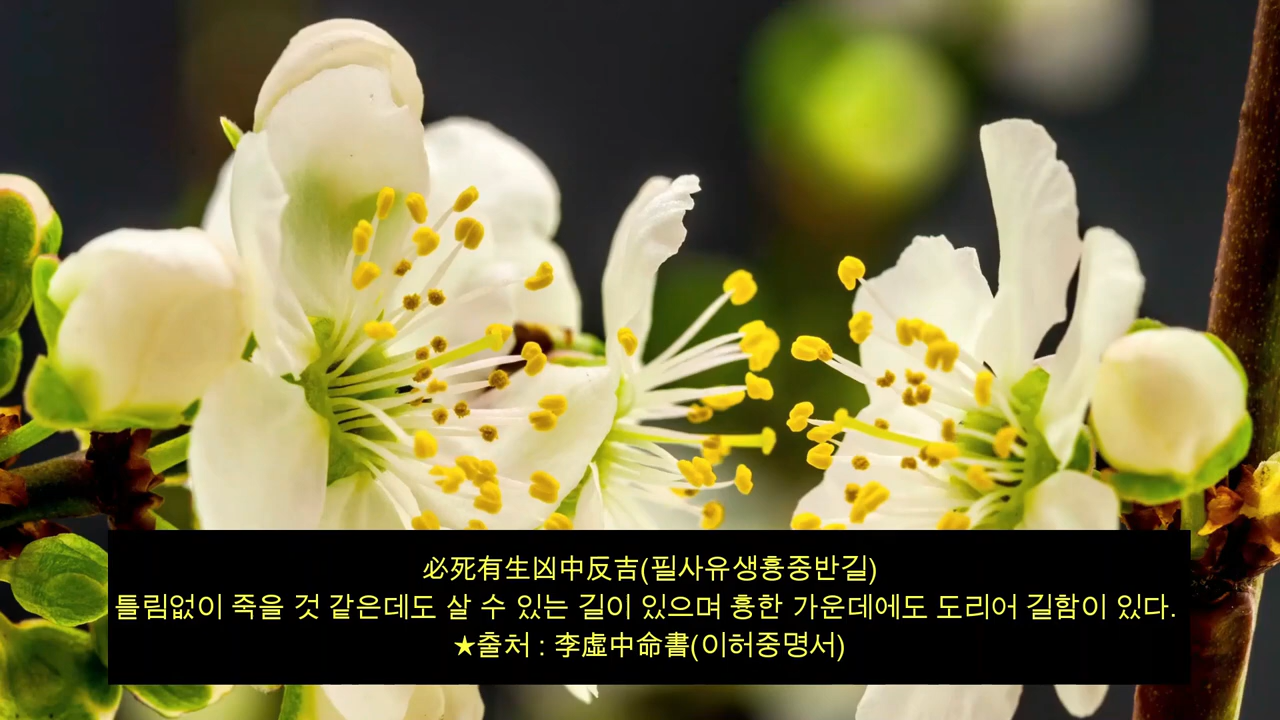 必死有生凶中反吉(필사유생흉중반길)
틀림없이 죽을 것 같은데도 살 수 있는 길이 있으며 흉한 가운데에도 도리어 길함이 있다.
★출처 : 李虛中命書(이허중명서)